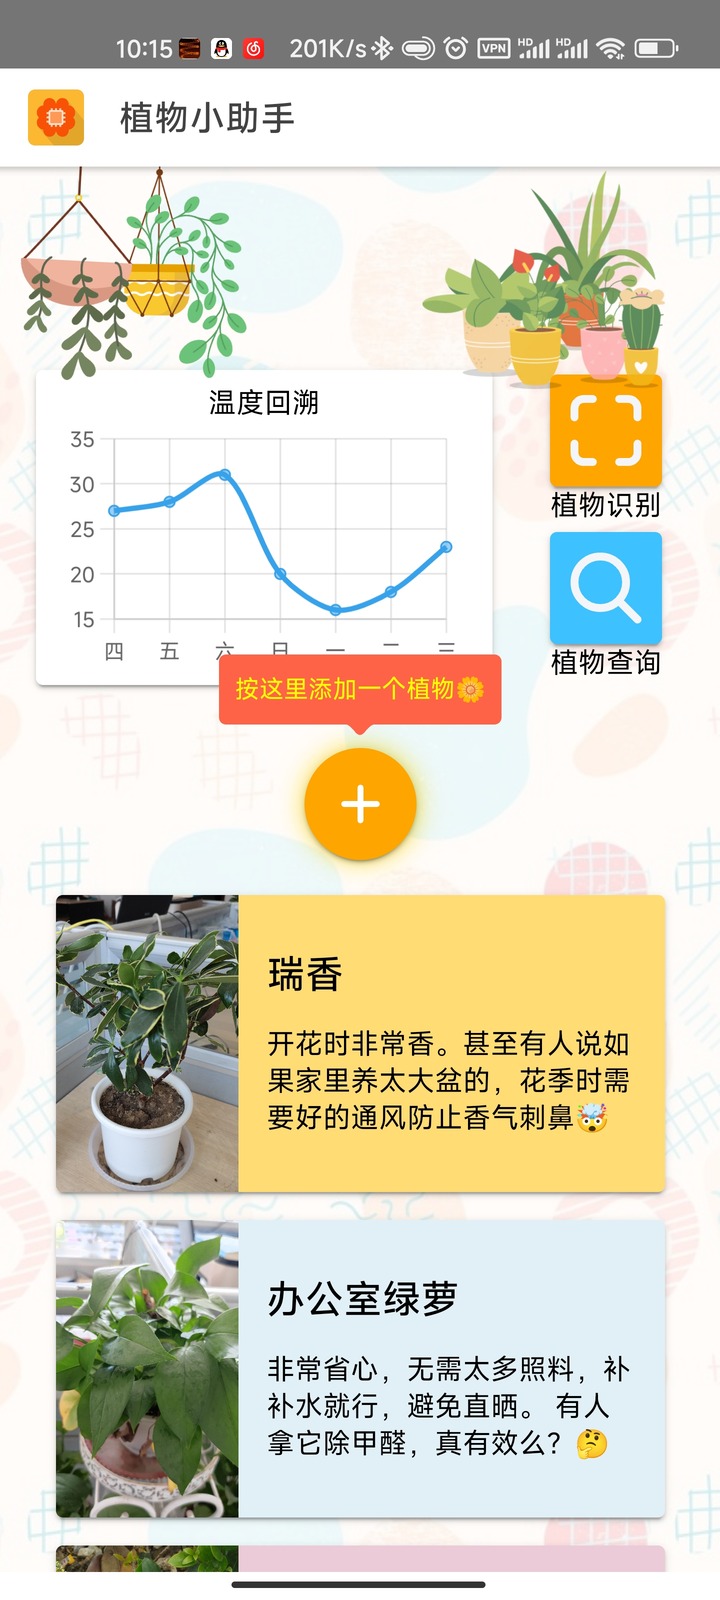 10:15 201K/s VPN HD HD
植物小助手
温度回溯
35
30
25
20
15
四 五 六 日 一 二 三
植物识别
植物查询
按这里添加一个植物🌼
瑞香
开花时非常香。甚至有人说如
果家里养太大盆的，花季时需
要好的通风防止香气刺鼻🤯
办公室绿萝
非常省心，无需太多照料，补
补水就行，避免直晒。 有人
拿它除甲醛，真有效么？🤔